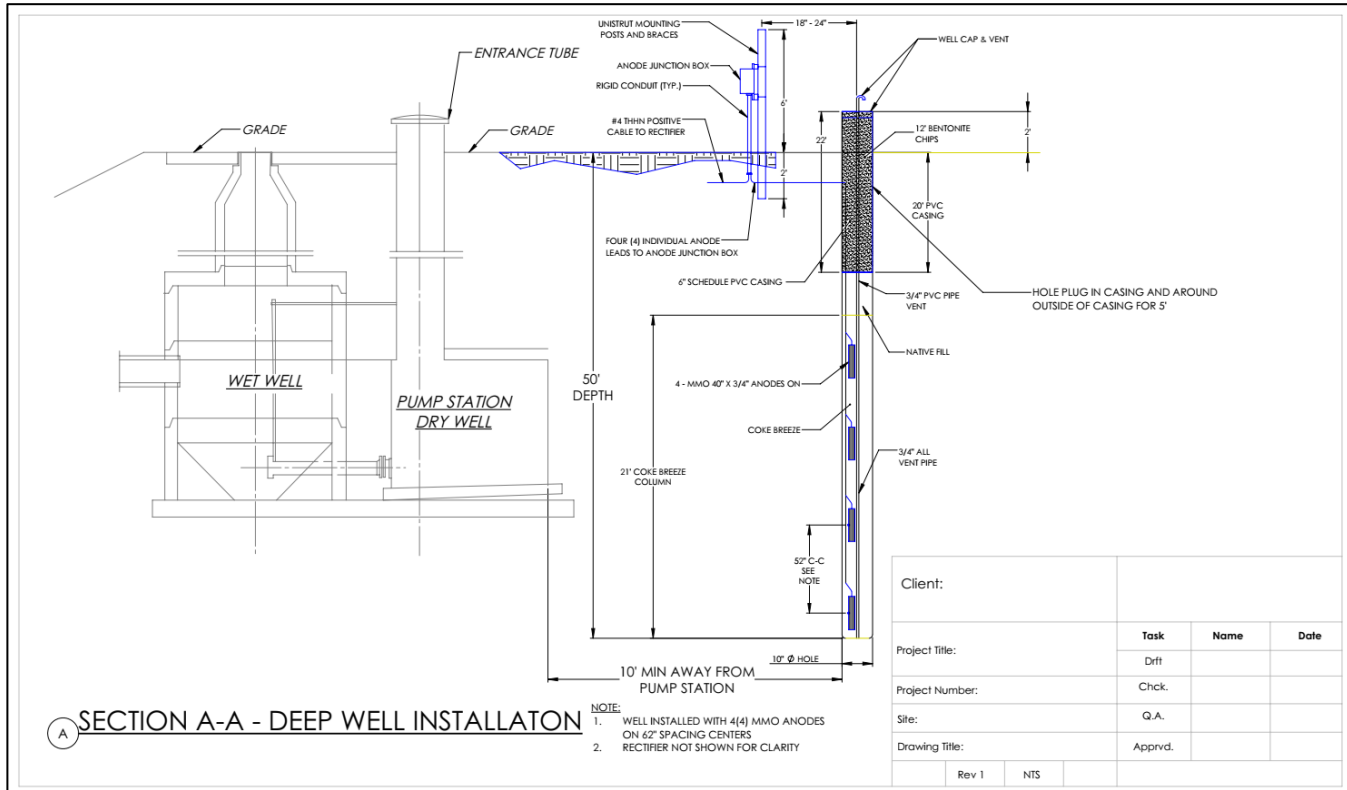 UNISTRUT MOUNTING
POSTS AND BRACES
18" - 24"
WELL CAP & VENT
ENTRANCE TUBE
ANODE JUNCTION BOX
RIGID CONDUIT (TYP.)
6'
#4 THHN POSITIVE
CABLE TO RECTIFIER
GRADE
GRADE
22'
12' BENTONITE
CHIPS
2'
2'
20' PVC
CASING
FOUR (4) INDIVIDUAL ANODE
LEADS TO ANODE JUNCTION BOX
6" SCHEDULE PVC CASING
3/4" PVC PIPE
VENT
HOLE PLUG IN CASING AND AROUND
OUTSIDE OF CASING FOR 5'
NATIVE FILL
WET WELL
PUMP STATION
DRY WELL
50'
DEPTH
4 - MMO 40" X 3/4" ANODES ON
COKE BREEZE
3/4" ALL
VENT PIPE
21' COKE BREEZE
COLUMN
52" C-C
SEE
NOTE
10" Ø HOLE
10' MIN AWAY FROM
PUMP STATION
A
SECTION A-A - DEEP WELL INSTALLATON
NOTE:
1. WELL INSTALLED WITH 4(4) MMO ANODES
ON 62" SPACING CENTERS
2. RECTIFIER NOT SHOWN FOR CLARITY
Client:
Project Title:
Task Name Date
Drft
Project Number:
Chck.
Site:
Q.A.
Drawing Title:
Apprvd.
Rev 1 NTS